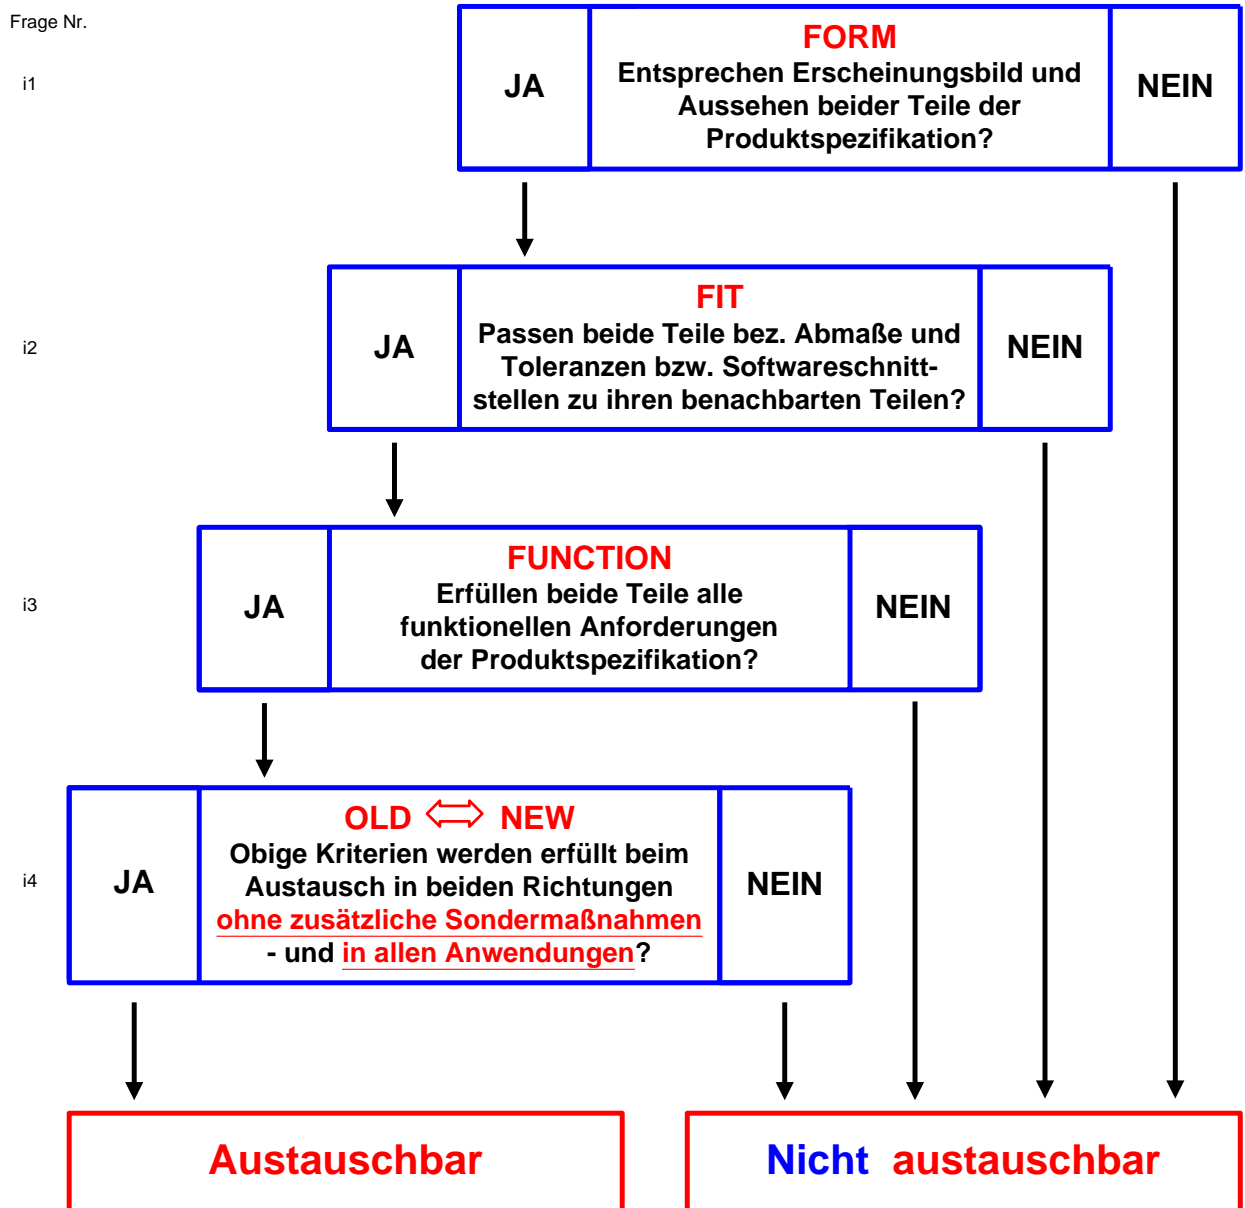 Frage Nr.
i1
JA
FORM
Entsprechen Erscheinungsbild und
Aussehen beider Teile der
Produktspezifikation?
NEIN
i2
JA
FIT
Passen beide Teile bez. Abmaße und
Toleranzen bzw. Softwareschnitt-
stellen zu ihren benachbarten Teilen?
NEIN
i3
JA
FUNCTION
Erfüllen beide Teile alle
funktionellen Anforderungen
der Produktspezifikation?
NEIN
i4
JA
OLD ⇔ NEW
Obige Kriterien werden erfüllt beim
Austausch in beiden Richtungen
ohne zusätzliche Sondermaßnahmen
- und in allen Anwendungen?
NEIN
Austauschbar
Nicht austauschbar